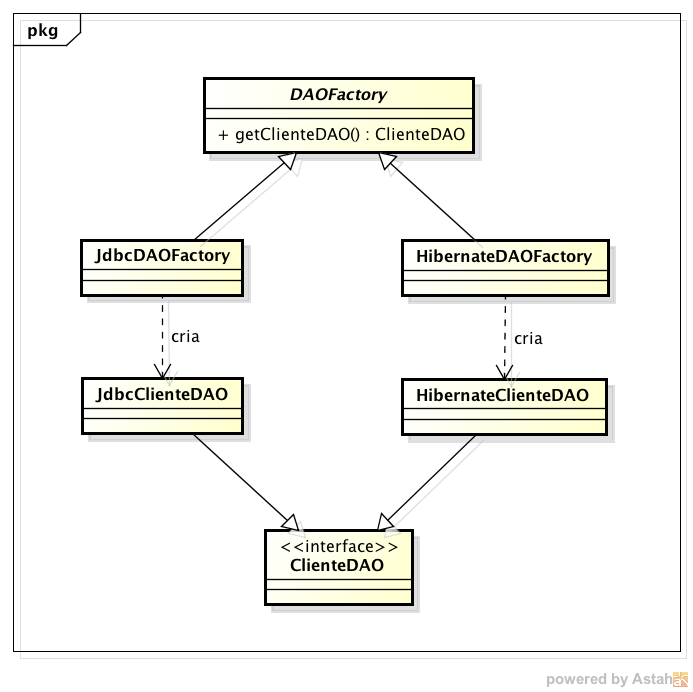 pkg
DAOFactory
+ getClienteDAO() : ClienteDAO
JdbcDAOFactory
HibernateDAOFactory
cria
cria
JdbcClienteDAO
HibernateClienteDAO
<<interface>>
ClienteDAO
powered by Astah